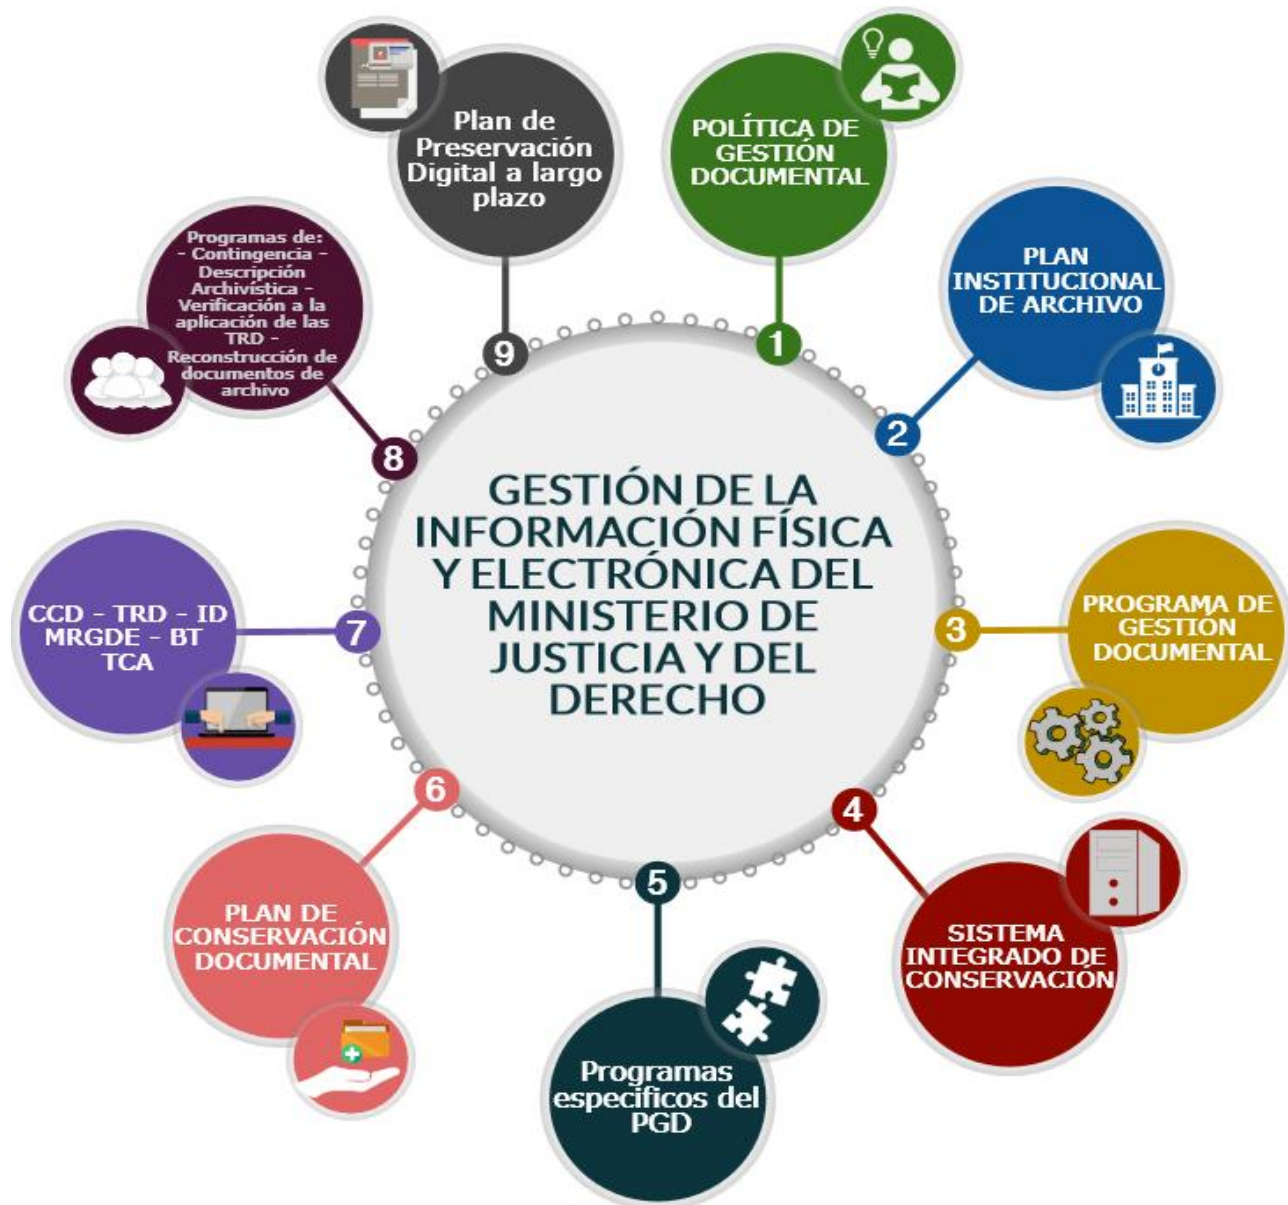 GESTIÓN DE LA
INFORMACIÓN FÍSICA
Y ELECTRÓNICA DEL
MINISTERIO DE
JUSTICIA Y DEL
DERECHO
1
POLÍTICA DE
GESTIÓN
DOCUMENTAL
2
PLAN
INSTITUCIONAL
DE ARCHIVO
3
PROGRAMA DE
GESTIÓN
DOCUMENTAL
4
SISTEMA
INTEGRADO DE
CONSERVACIÓN
5
Programas
especificos del
PGD
6
PLAN DE
CONSERVACIÓN
DOCUMENTAL
7
CCD - TRD - ID
MRGDE - BT
TCA
8
Programas de:
- Contingencia -
Descripción
Archivística -
Verificación a la
aplicación de las
TRD -
Reconstrucción de
documentos de
archivo
9
Plan de
Preservación
Digital a largo
plazo